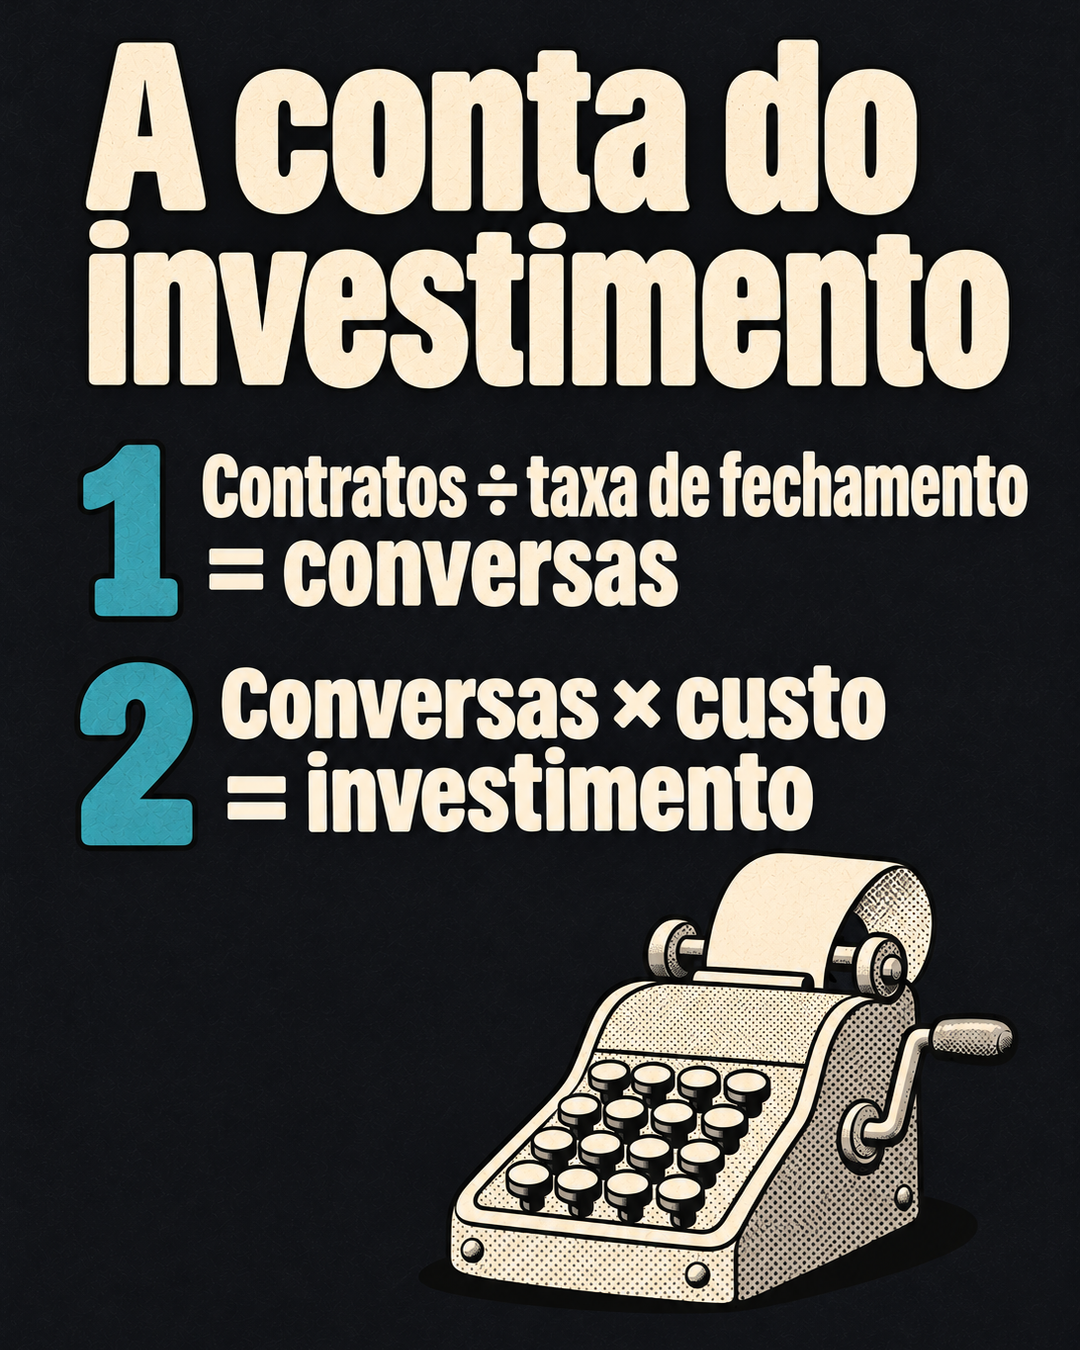 A conta do
investimento
1
Contratos ÷ taxa de fechamento
= conversas
2
Conversas × custo
= investimento